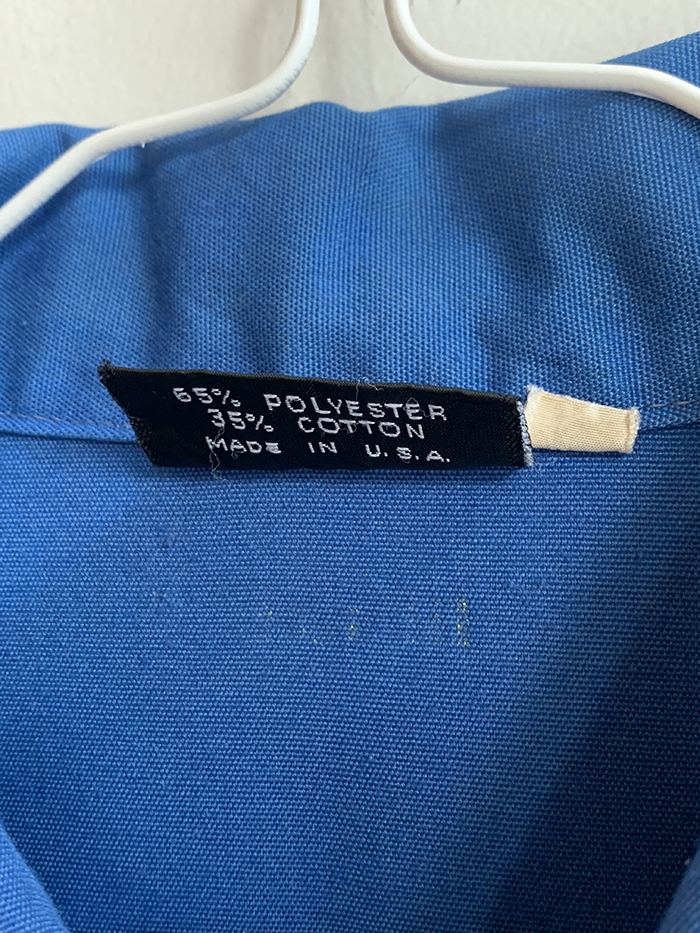 65% POLYESTER
35% COTTON
MADE IN U.S.A.